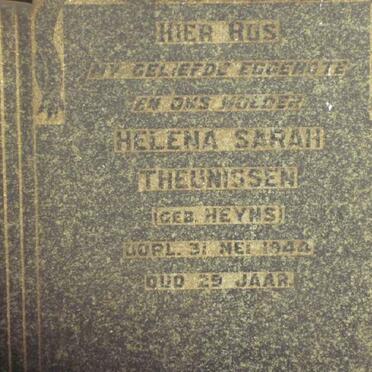 HIER RUS
MY GELIEFDE EGGENOTE
EN ONS MOEDER
HELENA SARAH
THEUNISSEN
(GEB. HEYNS)
OORL. 31 MEI 1944
OUD 29 JAAR.